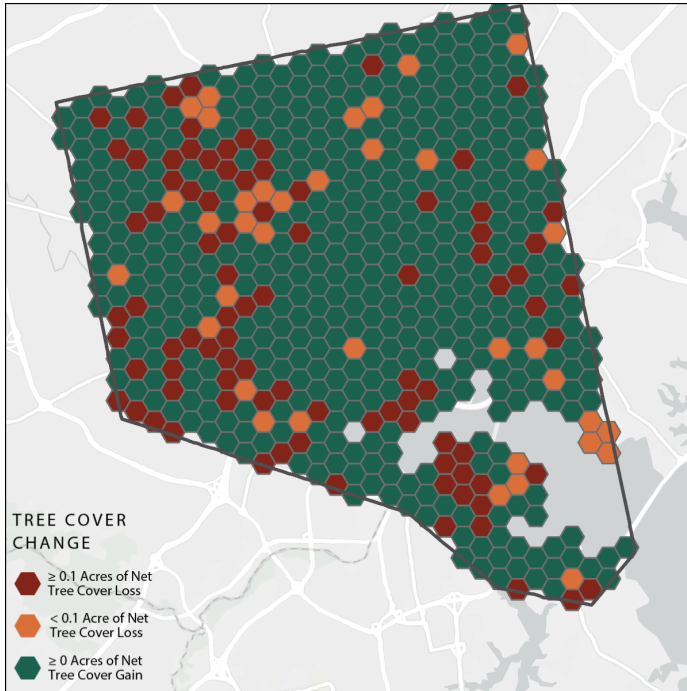 TREE COVER
CHANGE
≥ 0.1 Acres of Net
Tree Cover Loss
< 0.1 Acre of Net
Tree Cover Loss
≥ 0 Acres of Net
Tree Cover Gain